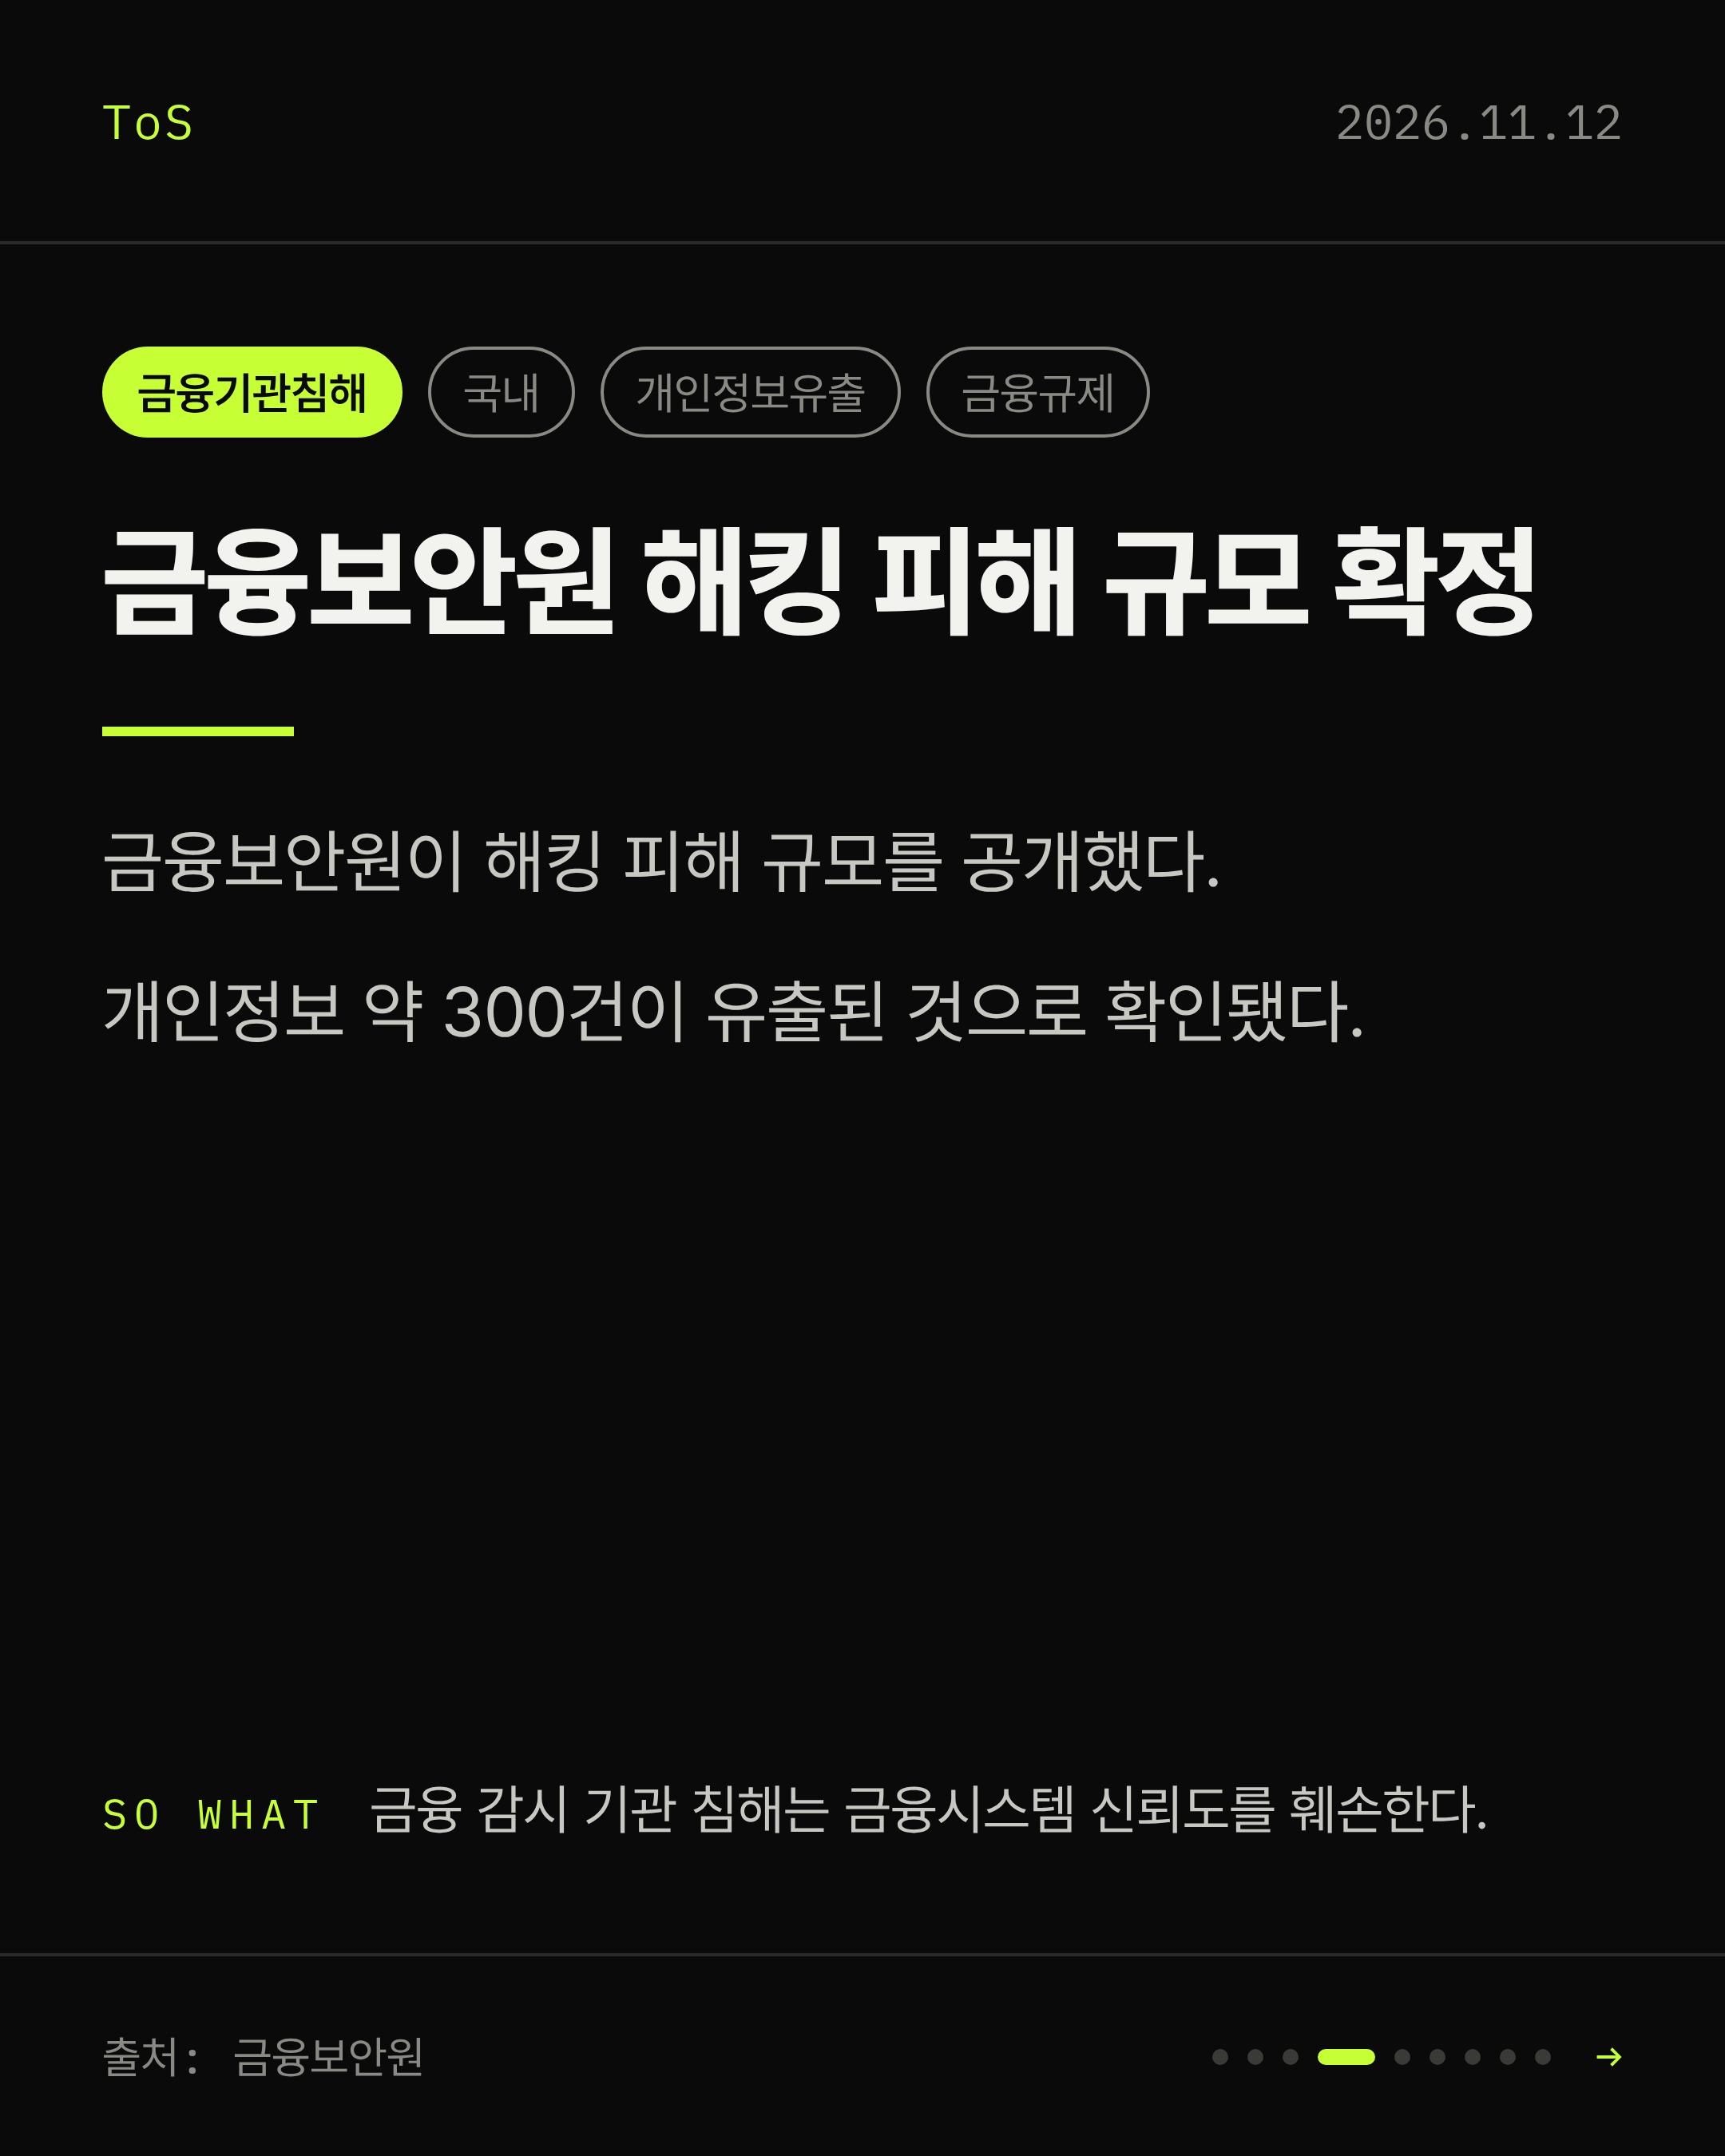 ToS
2026.11.12
금융기관침해 국내 개인정보유출 금융규제
금융보안원 해킹 피해 규모 확정
금융보안원이 해킹 피해 규모를 공개했다.
개인정보 약 300건이 유출된 것으로 확인됐다.
SO WHAT 금융 감시 기관 침해는 금융시스템 신뢰도를 훼손한다.
출처: 금융보안원
→